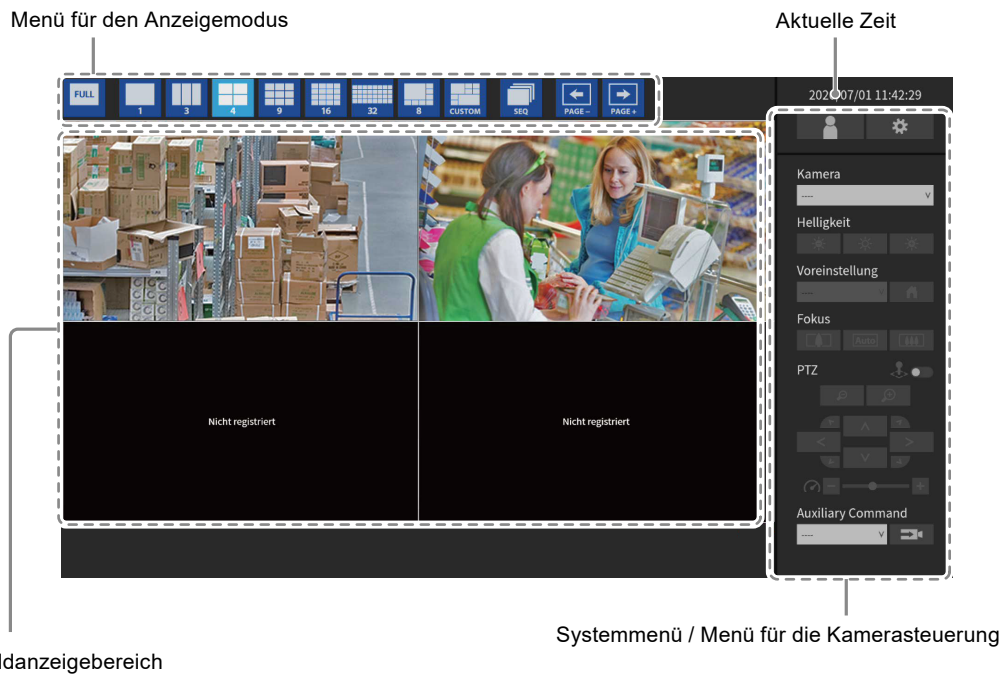 Menü für den Anzeigemodus
Aktuelle Zeit
FULL
1
3
4
9
16
32
8
CUSTOM
SEQ
PAGE −
PAGE +
07/01 11:42:29
Kamera
----
Helligkeit
Voreinstellung
----
Fokus
Auto
PTZ
Nicht registriert
Nicht registriert
Auxiliary Command
----
Systemmenü / Menü für die Kamerasteuerung
ldanzeigebereich